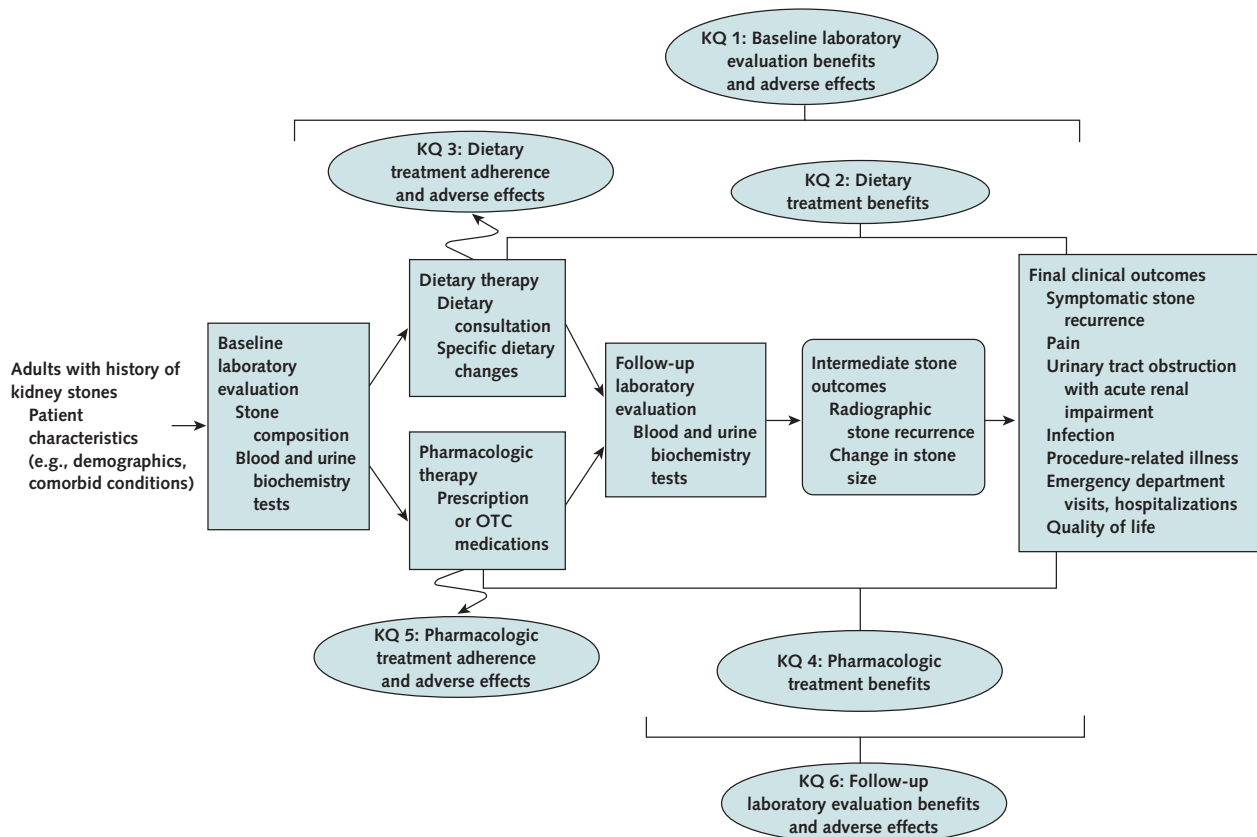 KQ 1: Baseline laboratory
evaluation benefits
and adverse effects
KQ 3: Dietary
treatment adherence
and adverse effects
KQ 2: Dietary
treatment benefits
Adults with history of
kidney stones
Patient
characteristics
(e.g., demographics,
comorbid conditions)
Baseline
laboratory
evaluation
Stone
composition
Blood and urine
biochemistry
tests
Dietary therapy
Dietary
consultation
Specific dietary
changes
Pharmacologic
therapy
Prescription
or OTC
medications
Follow-up
laboratory
evaluation
Blood and urine
biochemistry
tests
Intermediate stone
outcomes
Radiographic
stone recurrence
Change in stone
size
Final clinical outcomes
Symptomatic stone
recurrence
Pain
Urinary tract obstruction
with acute renal
impairment
Infection
Procedure-related illness
Emergency department
visits, hospitalizations
Quality of life
KQ 5: Pharmacologic
treatment adherence
and adverse effects
KQ 4: Pharmacologic
treatment benefits
KQ 6: Follow-up
laboratory evaluation benefits
and adverse effects